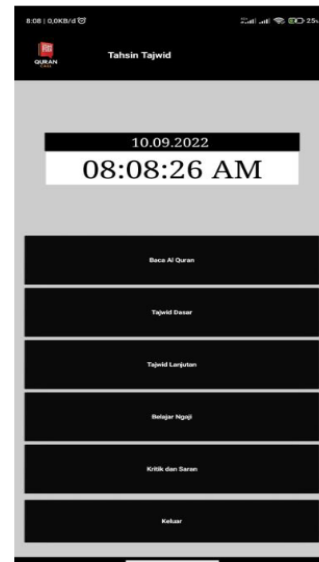 8:08 | 0,0KB/d
QURAN
Tahsin Tajwid
10.09.2022
08:08:26 AM
Baca Al Quran
Tajwid Dasar
Tajwid Lanjutan
Belajar Ngaji
Kritik dan Saran
Keluar